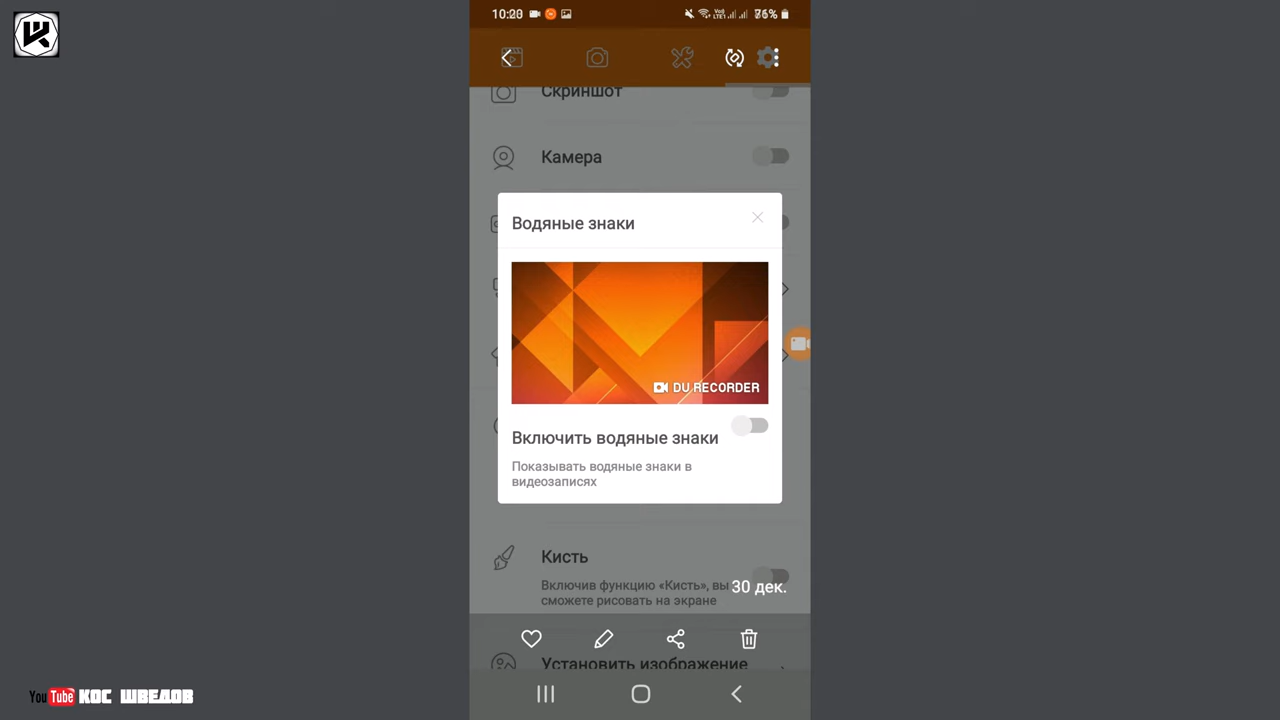 10:20
76%
Скриншот
Камера
Водяные знаки
DU RECORDER
Включить водяные знаки
Показывать водяные знаки в
видеозаписях
Кисть
Включив функцию «Кисть», вы
сможете рисовать на экране
30 дек.
Установить изображение
YouTube КОС ШВЕДОВ